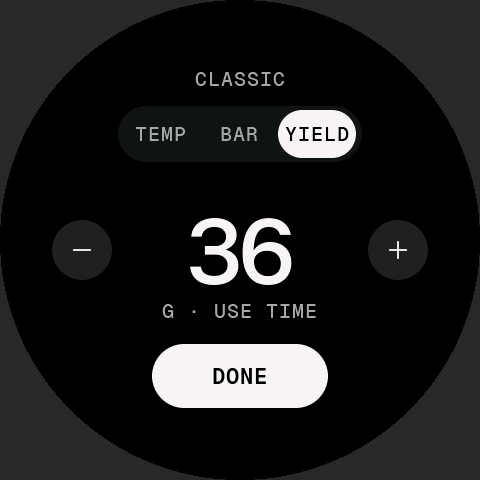 CLASSIC
TEMP BAR YIELD
− 36 +
G · USE TIME
DONE